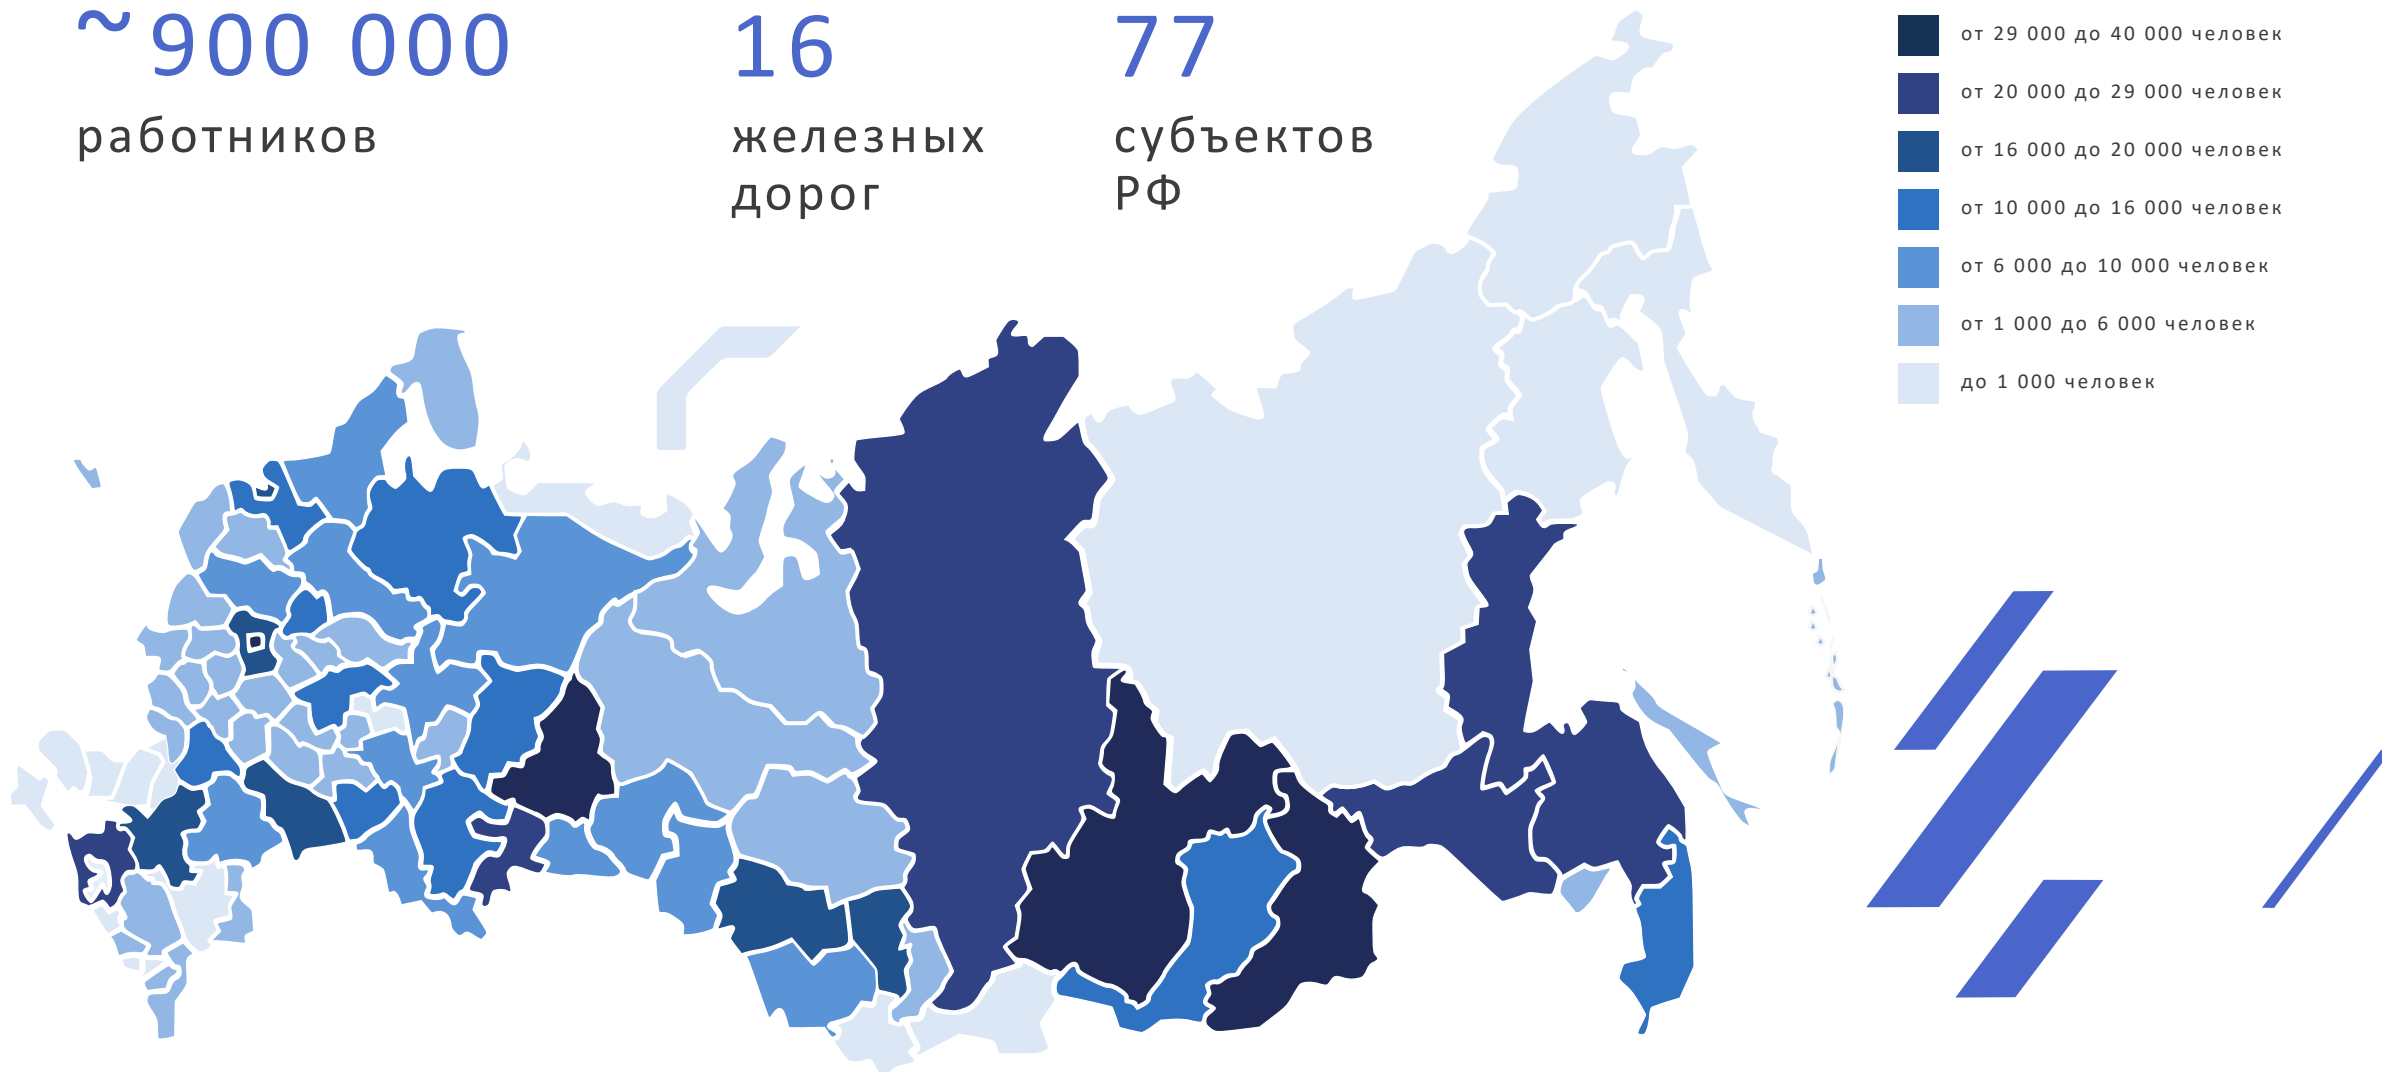 ~900 000
работников
16
железных
дорог
77
субъектов
РФ
от 29 000 до 40 000 человек
от 20 000 до 29 000 человек
от 16 000 до 20 000 человек
от 10 000 до 16 000 человек
от 6 000 до 10 000 человек
от 1 000 до 6 000 человек
до 1 000 человек